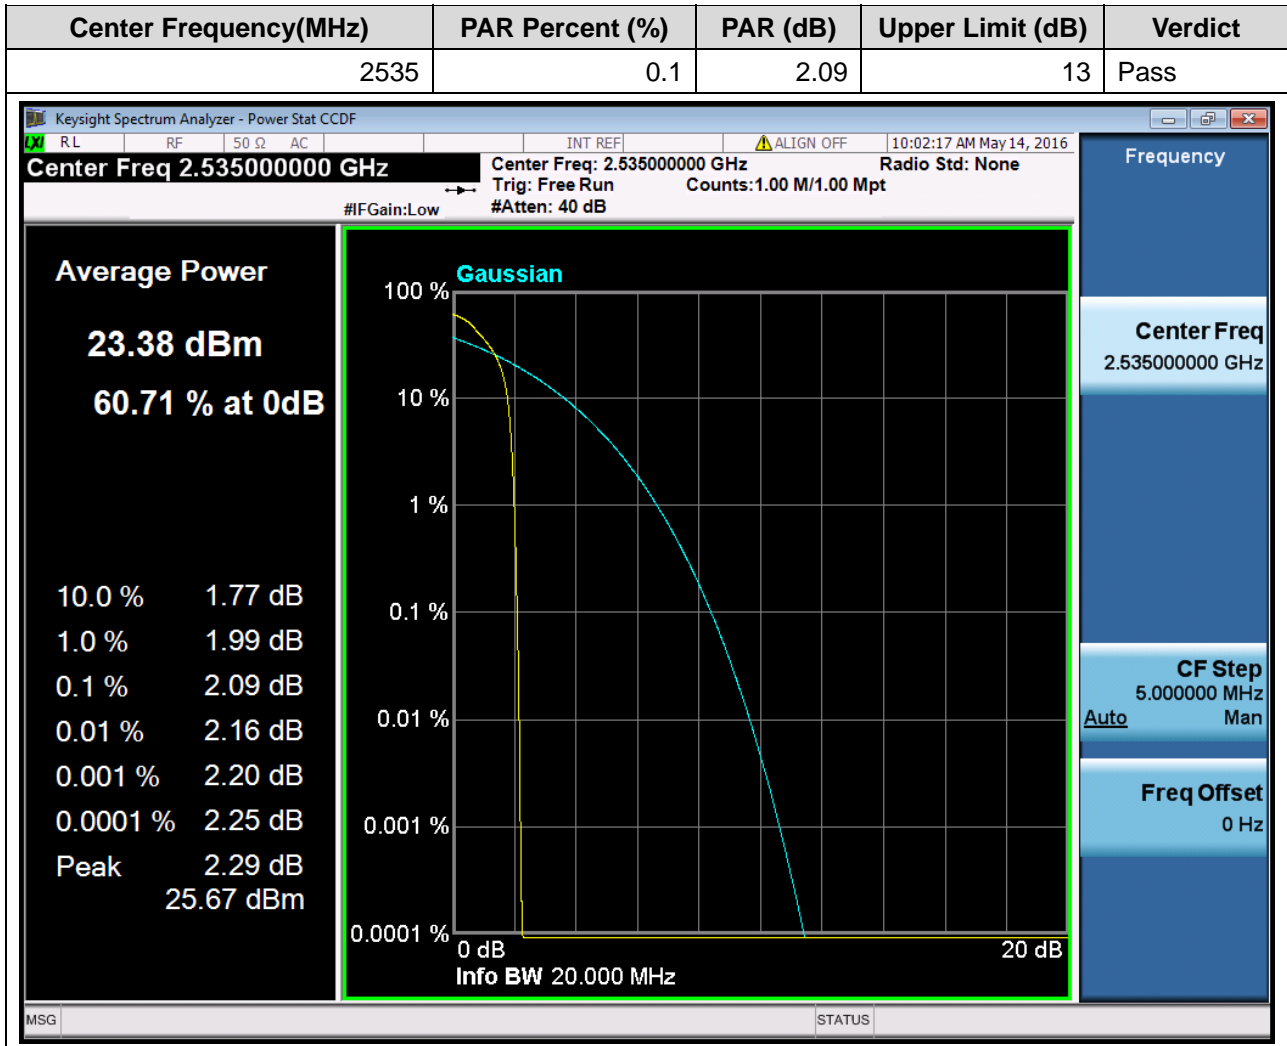 Center Frequency(MHz) PAR Percent (%) PAR (dB) Upper Limit (dB) Verdict
2535 0.1 2.09 13 Pass
Keysight Spectrum Analyzer - Power Stat CCDF
LXI RL RF 50 Ω AC INT REF ALIGN OFF 10:02:17 AM May 14, 2016
Center Freq 2.535000000 GHz
Center Freq: 2.535000000 GHz Radio Std: None
Trig: Free Run Counts:1.00 M/1.00 Mpt
#IFGain:Low #Atten: 40 dB
Average Power
23.38 dBm
60.71 % at 0dB
10.0 % 1.77 dB
1.0 % 1.99 dB
0.1 % 2.09 dB
0.01 % 2.16 dB
0.001 % 2.20 dB
0.0001 % 2.25 dB
Peak 2.29 dB
25.67 dBm
Gaussian
100 %
10 %
1 %
0.1 %
0.01 %
0.001 %
0.0001 %
0 dB 20 dB
Info BW 20.000 MHz
Frequency
Center Freq
2.535000000 GHz
CF Step
5.000000 MHz
Auto Man
Freq Offset
0 Hz
MSG STATUS